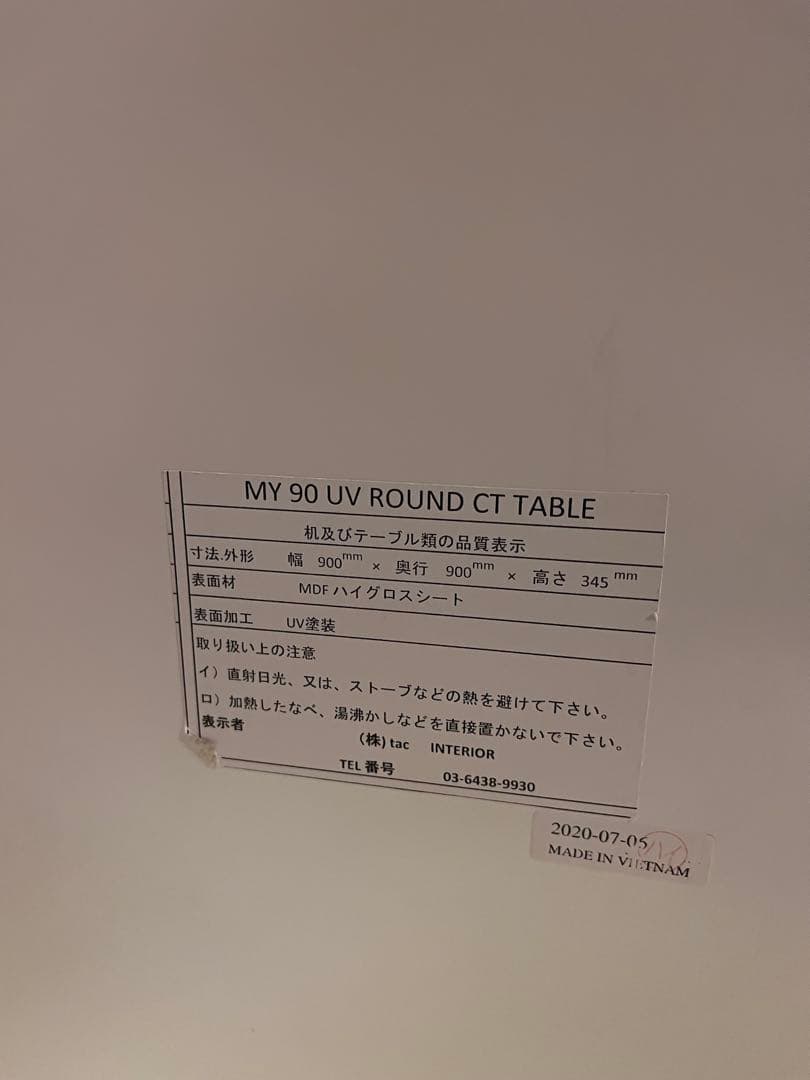 MY 90 UV ROUND CT TABLE
机及びテーブル類の品質表示
寸法.外形 幅 900mm × 奥行 900mm × 高さ 345mm
表面材 MDFハイグロスシート
表面加工 UV塗装
取り扱い上の注意
イ）直射日光、又は、ストーブなどの熱を避けて下さい。
ロ）加熱したなべ、湯沸かしなどを直接置かないで下さい。
表示者
（株) tac INTERIOR
TEL 番号 03-6438-9930
2020-07-05
MADE IN VIETNAM